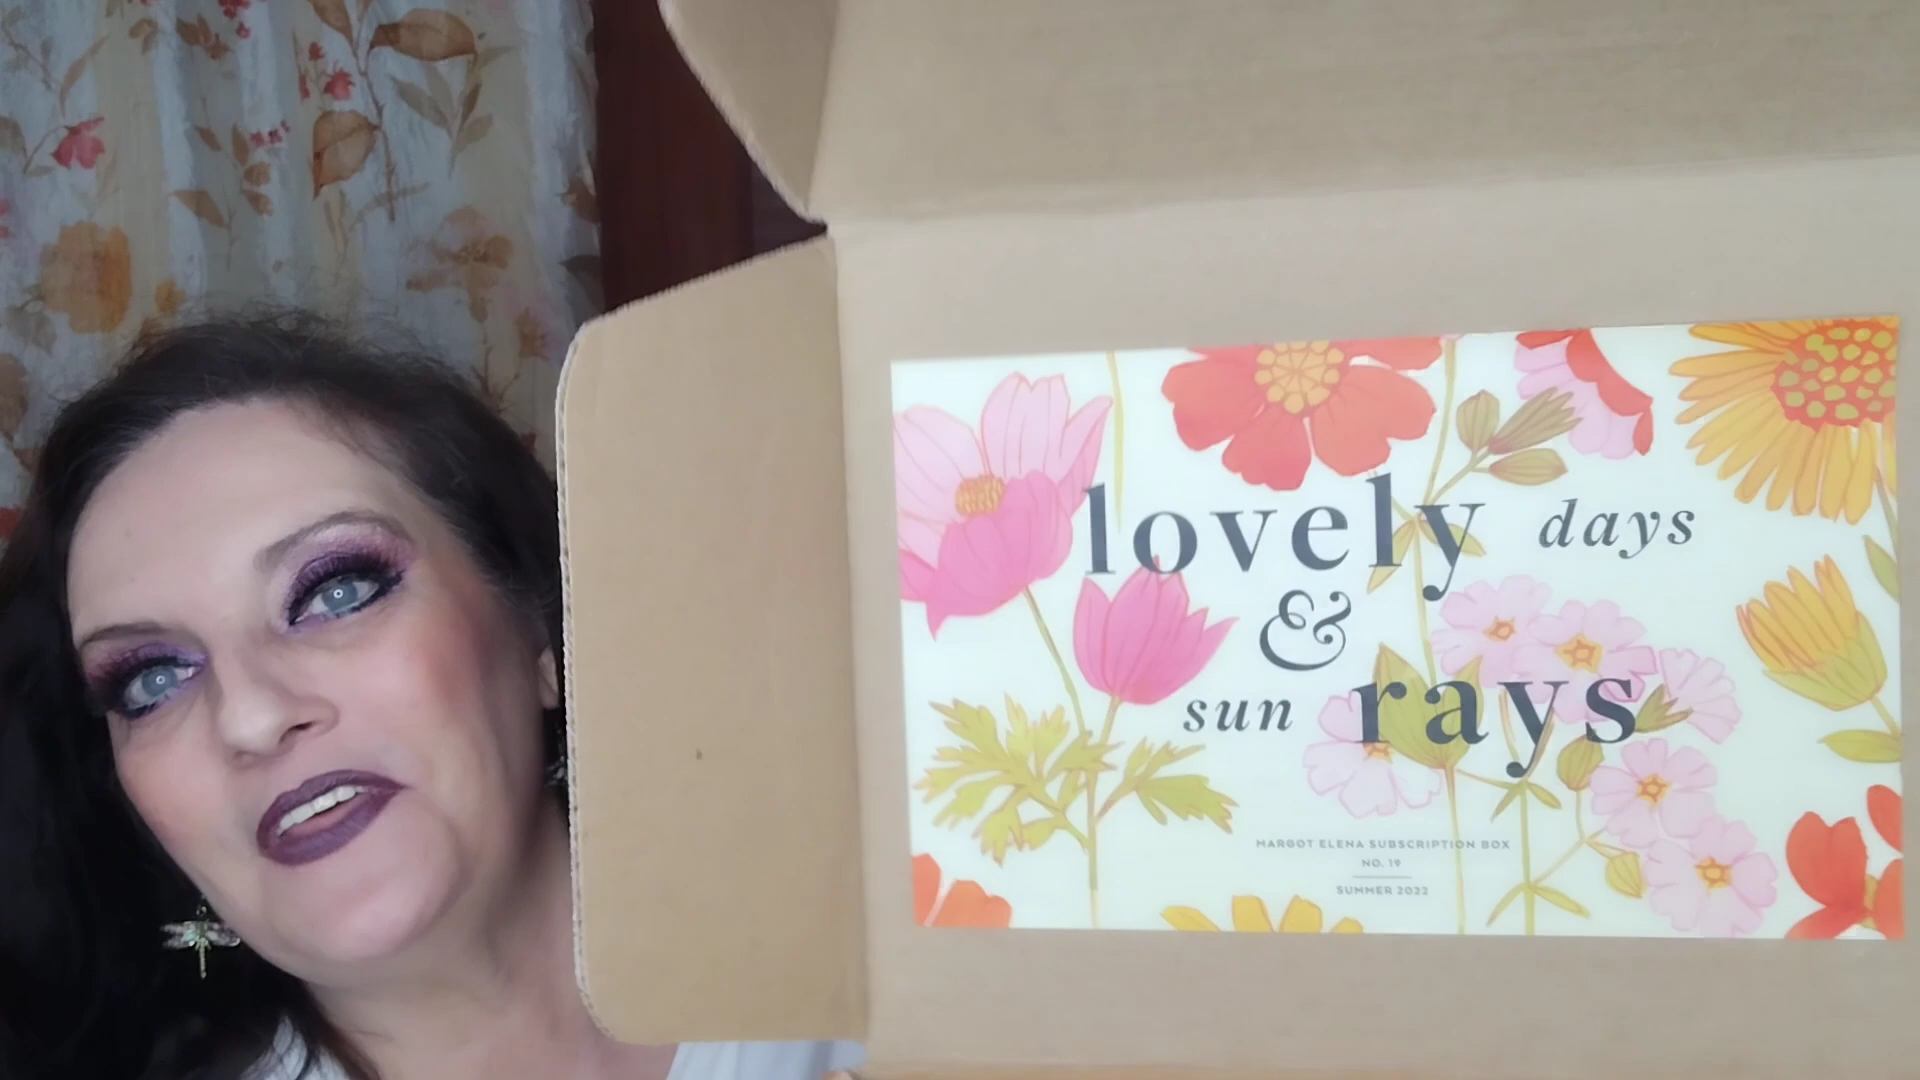 lovely days
&
sun rays
MARGOT ELENA SUBSCRIPTION BOX
NO. 19
SUMMER 2022